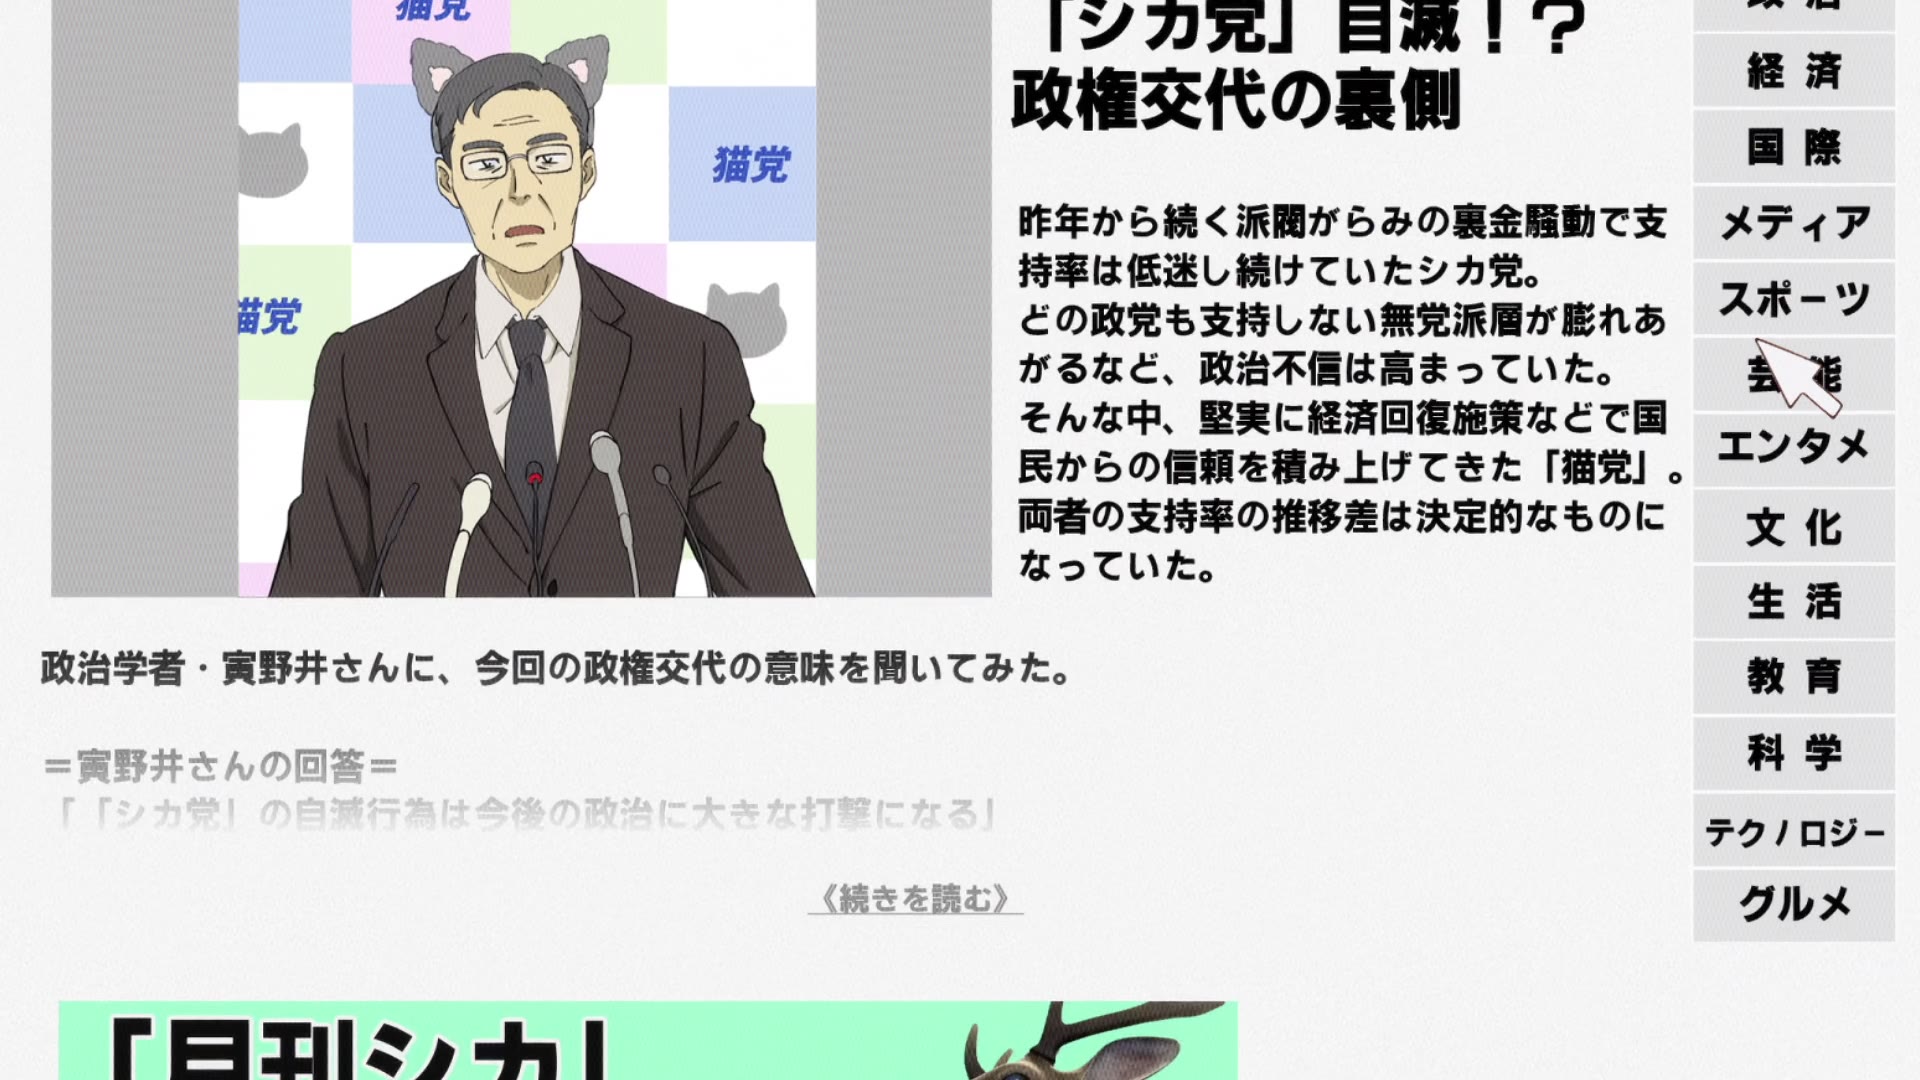 猫党
猫党
猫党
「シカ党」自滅！？
政権交代の裏側
昨年から続く派閥がらみの裏金騒動で支
持率は低迷し続けていたシカ党。
どの政党も支持しない無党派層が膨れあ
がるなど、政治不信は高まっていた。
そんな中、堅実に経済回復施策などで国
民からの信頼を積み上げてきた「猫党」。
両者の支持率の推移差は決定的なものに
なっていた。
政治学者・寅野井さんに、今回の政権交代の意味を聞いてみた。
＝寅野井さんの回答＝
「「シカ党」の自滅行為は今後の政治に大きな打撃になる」
《続きを読む》
「月刊シカ」
政治
経済
国際
メディア
スポーツ
芸能
エンタメ
文化
生活
教育
科学
テクノロジー
グルメ